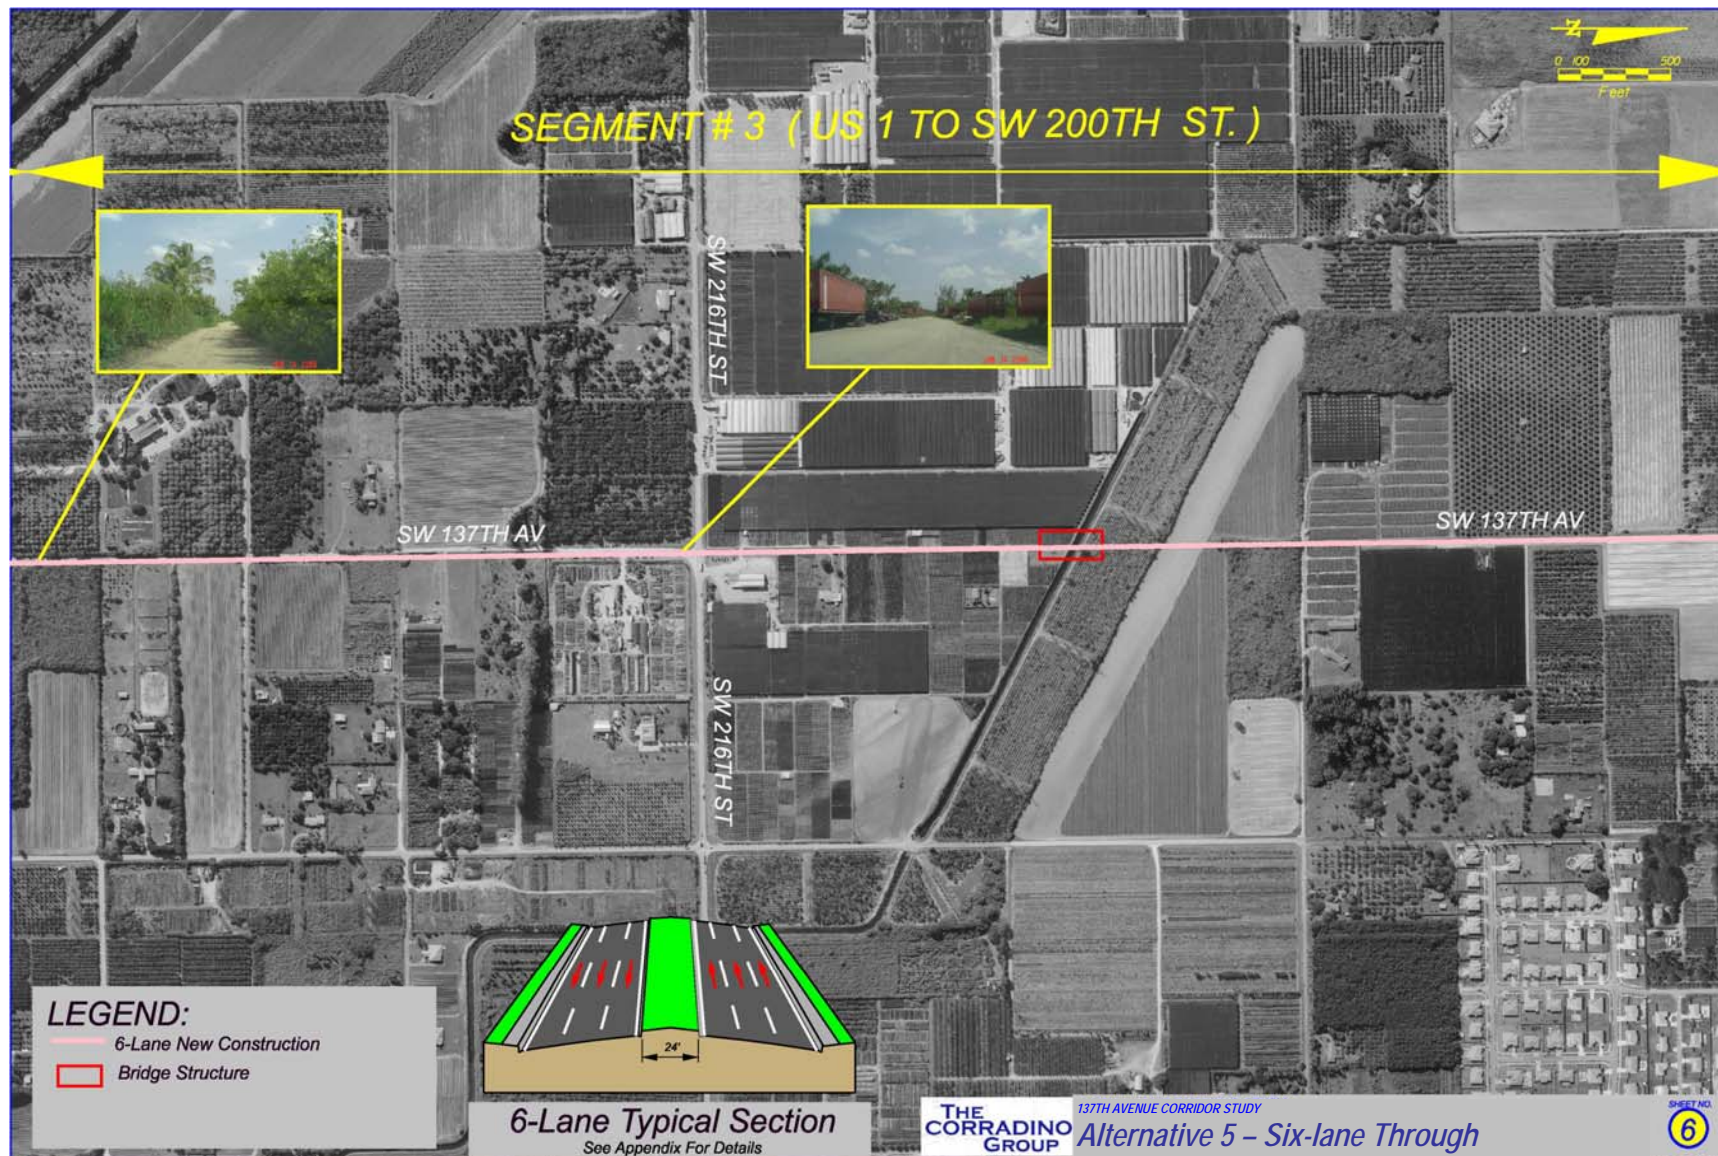 N
0 100 500
Feet
SEGMENT # 3 ( US 1 TO SW 200TH ST. )
SW 216TH ST.
SW 137TH AV
SW 137TH AV
SW 216TH ST
LEGEND:
6-Lane New Construction
Bridge Structure
24'
6-Lane Typical Section
See Appendix For Details
THE
CORRADINO
GROUP
137TH AVENUE CORRIDOR STUDY
Alternative 5 – Six-lane Through
SHEET NO.
6